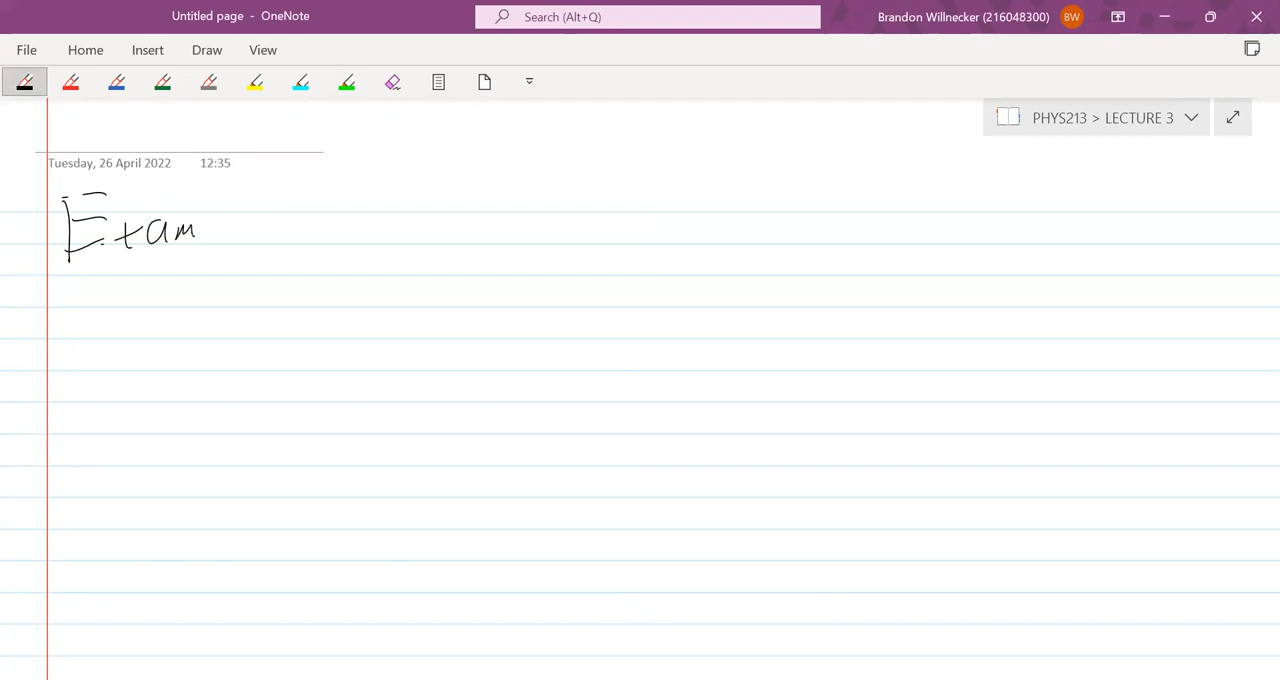 Untitled page - OneNote
Search (Alt+Q)
Brandon Willnecker (216048300)
BW
File
Home
Insert
Draw
View
PHYS213 > LECTURE 3
Tuesday, 26 April 2022
12:35
Exam